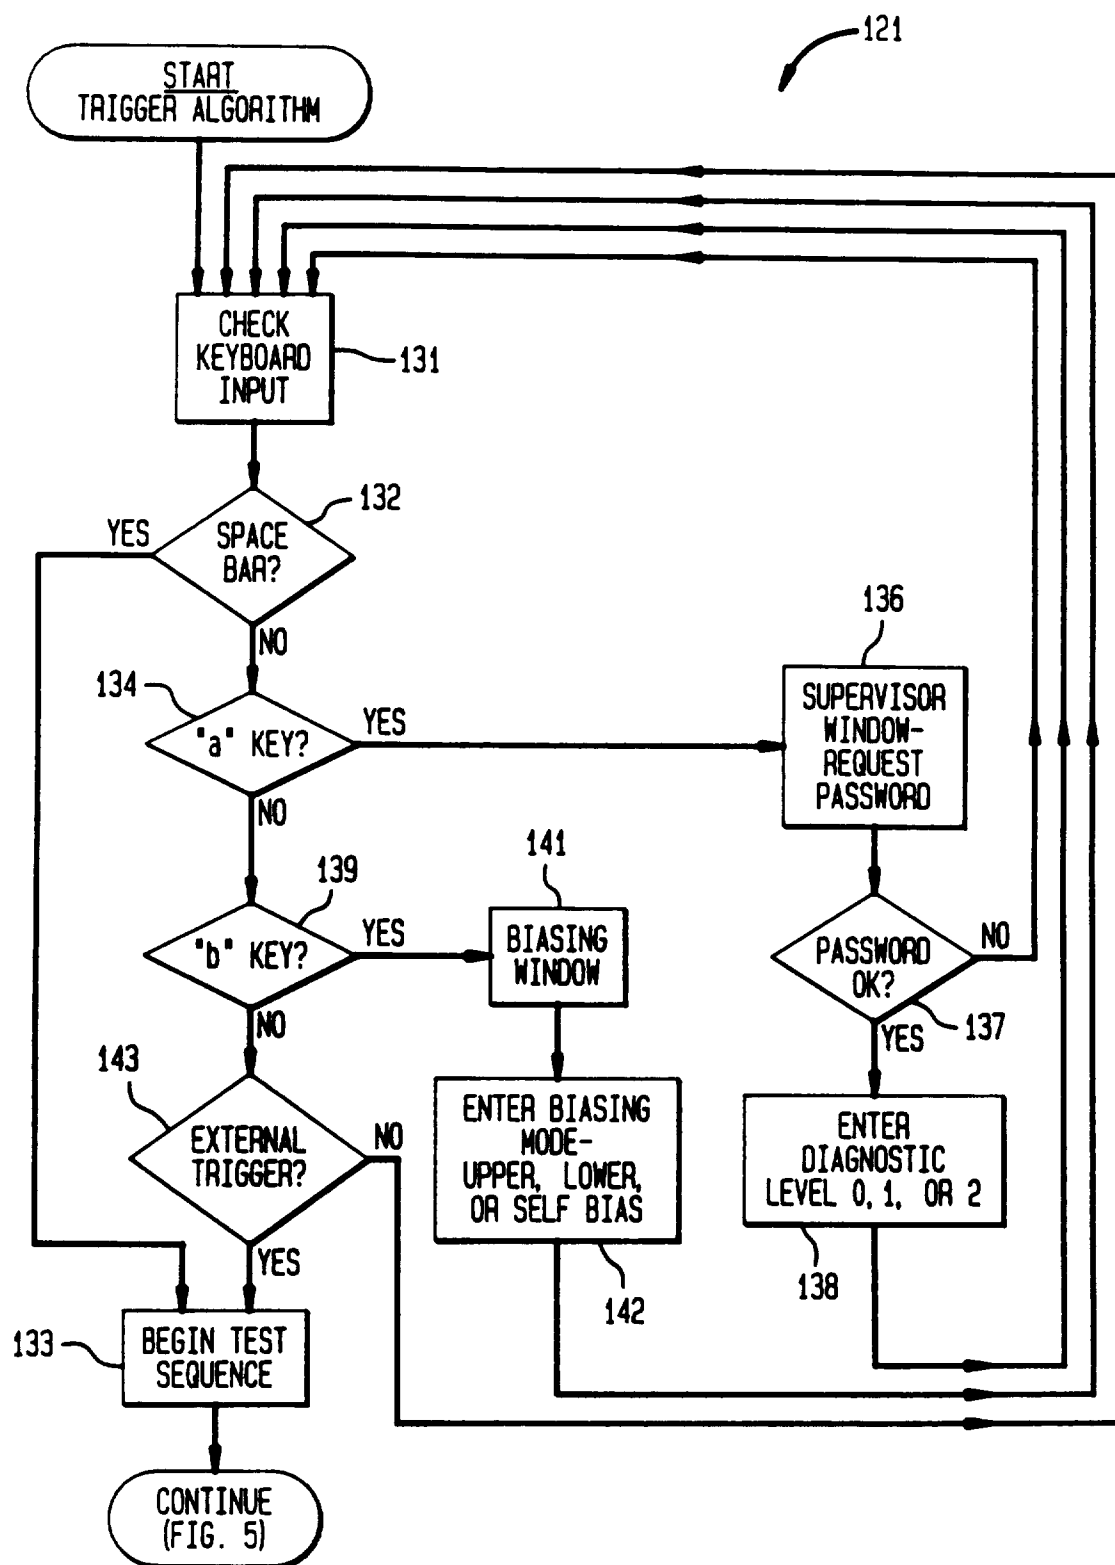 121
START
TRIGGER ALGORITHM
CHECK
KEYBOARD
INPUT
131
132
YES
SPACE
BAR?
NO
136
134
"a" KEY?
YES
SUPERVISOR
WINDOW-
REQUEST
PASSWORD
NO
139
141
"b" KEY?
YES
BIASING
WINDOW
PASSWORD
OK?
NO
137
YES
NO
143
EXTERNAL
TRIGGER?
NO
ENTER BIASING
MODE-
UPPER, LOWER,
OR SELF BIAS
ENTER
DIAGNOSTIC
LEVEL 0, 1, OR 2
YES
138
142
133
BEGIN TEST
SEQUENCE
CONTINUE
(FIG. 5)